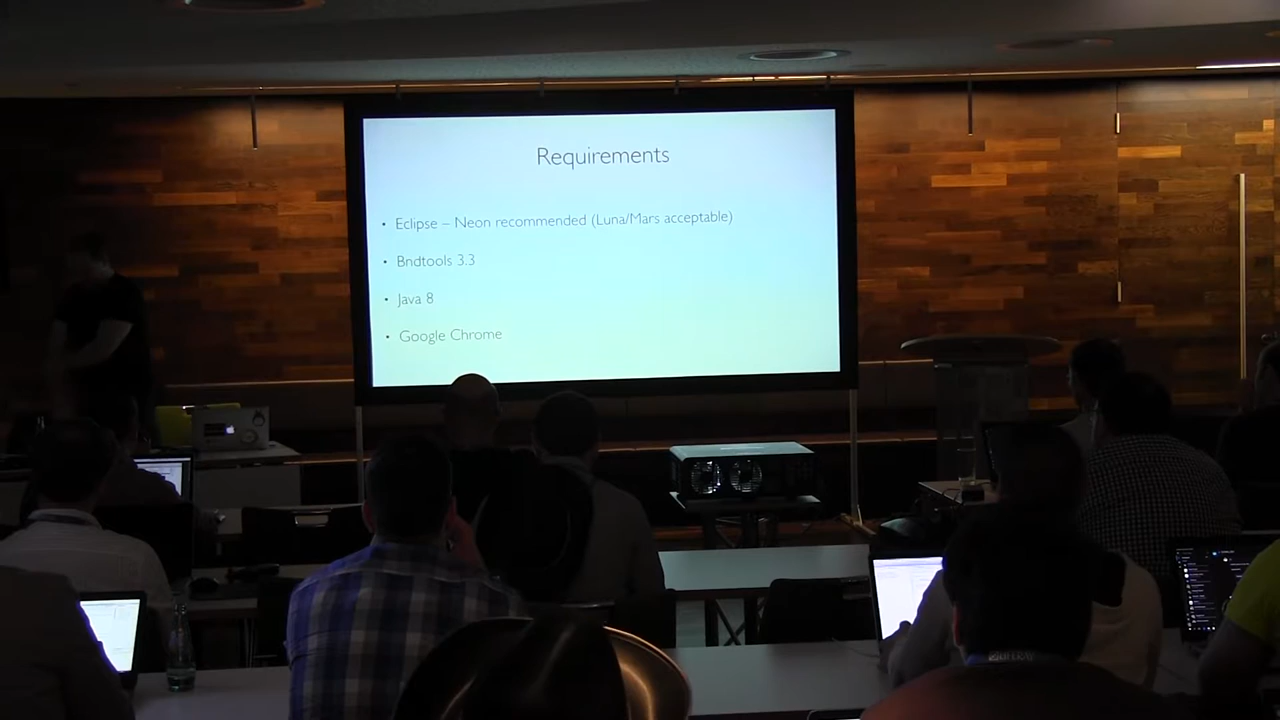 Requirements
• Eclipse – Neon recommended (Luna/Mars acceptable)
• Bndtools 3.3
• Java 8
• Google Chrome